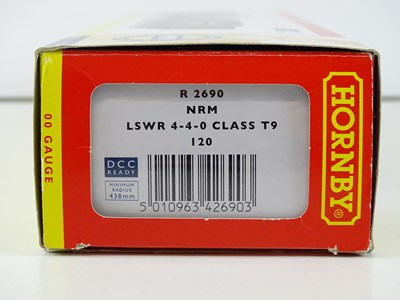 R 2690
NRM
LSWR 4-4-0 CLASS T9
120
DCC
READY
MINIMUM
RADIUS
438mm
5 010963 426903
00 GAUGE
HORNBY®